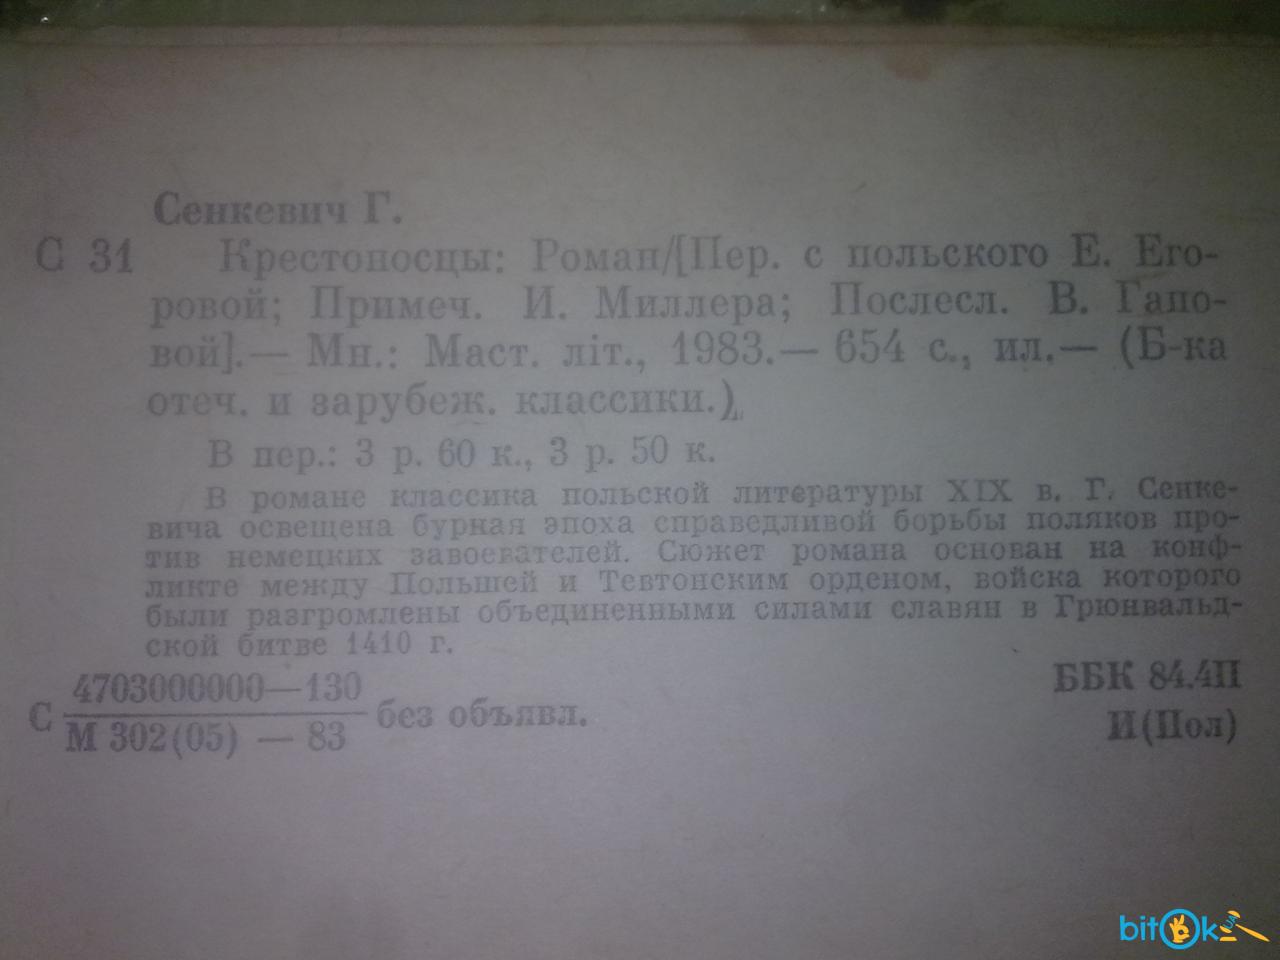 Сенкевич Г.
С 31 Крестоносцы: Роман/[Пер. с польского Е. Его-
ровой; Примеч. И. Миллера; Послесл. В. Гапо-
вой].— Мн.: Маст. літ., 1983.— 654 с., ил.— (Б-ка
отеч. и зарубеж. классики.)
В пер.: 3 р. 60 к., 3 р. 50 к.
В романе классика польской литературы XIX в. Г. Сенке-
вича освещена бурная эпоха справедливой борьбы поляков про-
тив немецких завоевателей. Сюжет романа основан на конф-
ликте между Польшей и Тевтонским орденом, войска которого
были разгромлены объединенными силами славян в Грюнвальд-
ской битве 1410 г.
4703000000—130
С без объявл.
М 302(05) — 83
ББК 84.4П
И(Пол)
bitOk UA